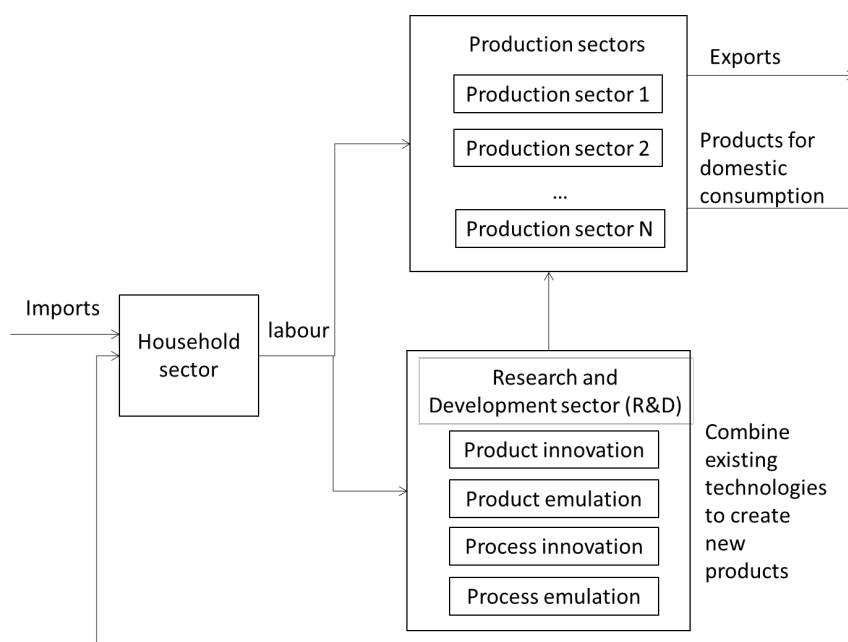 Production sectors
Production sector 1
Production sector 2
...
Production sector N
Exports
Products for
domestic
consumption
Imports
Household
sector
labour
Research and
Development sector (R&D)
Product innovation
Product emulation
Process innovation
Process emulation
Combine
existing
technologies
to create
new
products